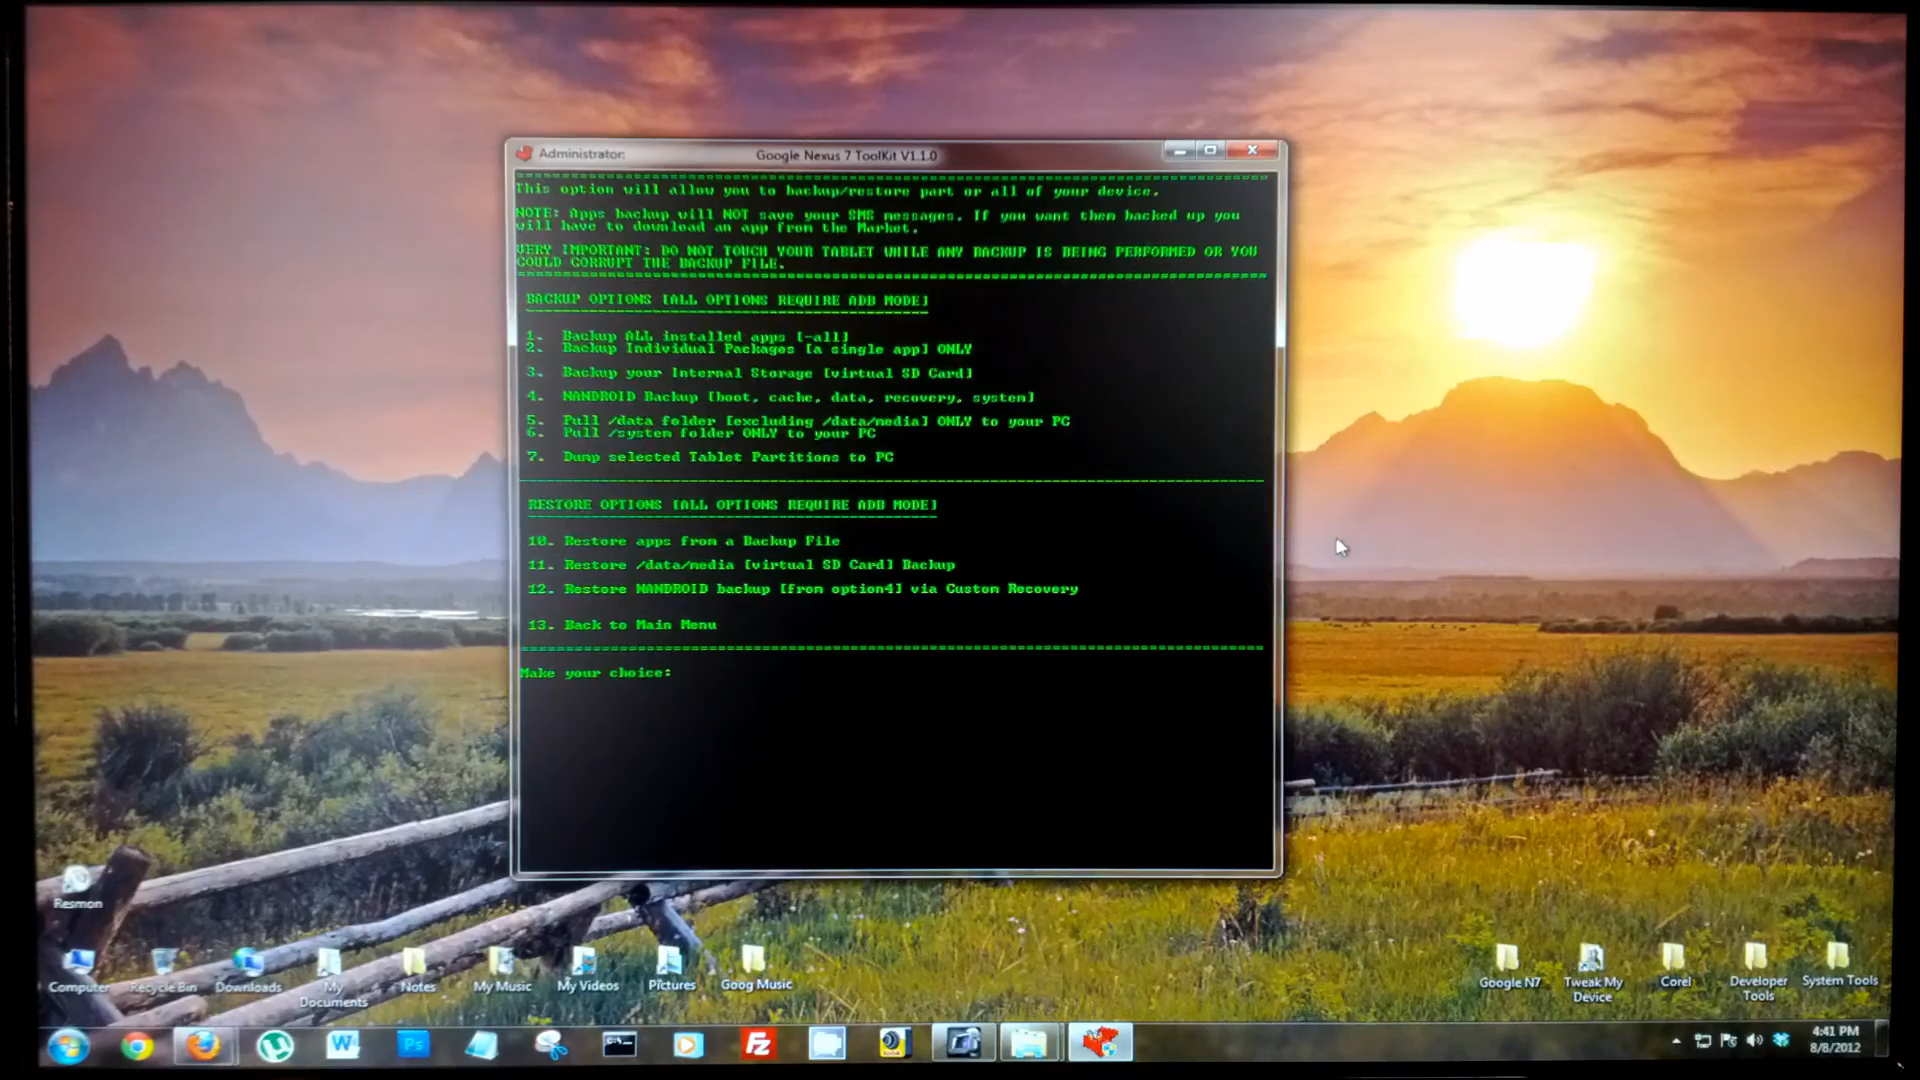 Administrator: Google Nexus 7 ToolKit V1.1.0
This option will allow you to backup/restore part or all of your device.
NOTE: Apps backup will NOT save your SMS messages. If you want them backed up you
will have to download an app from the Market.
VERY IMPORTANT: DO NOT TOUCH YOUR TABLET WHILE ANY BACKUP IS BEING PERFORMED OR YOU
COULD CORRUPT THE BACKUP FILE.
BACKUP OPTIONS [ALL OPTIONS REQUIRE ADB MODE]
1. Backup ALL installed apps [-all]
2. Backup Individual Packages [a single app] ONLY
3. Backup your Internal Storage [virtual SD Card]
4. NANDROID Backup [boot, cache, data, recovery, system]
5. Pull /data folder [excluding /data/media] ONLY to your PC
6. Pull /system folder ONLY to your PC
7. Dump selected Tablet Partitions to PC
RESTORE OPTIONS [ALL OPTIONS REQUIRE ADB MODE]
10. Restore apps from a Backup File
11. Restore /data/media [virtual SD Card] Backup
12. Restore NANDROID backup [from option4] via Custom Recovery
13. Back to Main Menu
Make your choice:
Resmon
Computer
Recycle Bin
Downloads
My
Documents
Notes
My Music
My Videos
Pictures
Goog Music
Google N7
Tweak My
Device
Corel
Developer
Tools
System Tools
W
Ps
Fz
4:41 PM
8/8/2012